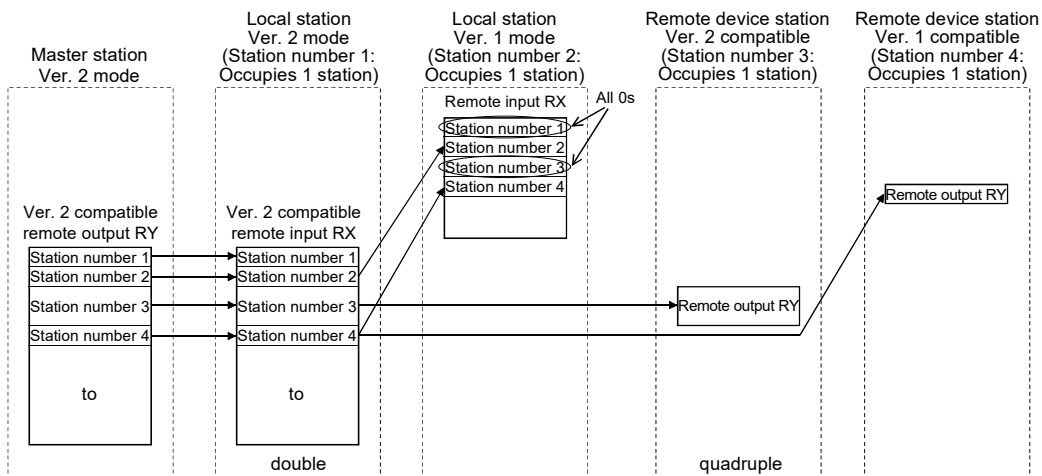 Master station
Ver. 2 mode
Local station
Ver. 2 mode
(Station number 1:
Occupies 1 station)
Local station
Ver. 1 mode
(Station number 2:
Occupies 1 station)
Remote device station
Ver. 2 compatible
(Station number 3:
Occupies 1 station)
Remote device station
Ver. 1 compatible
(Station number 4:
Occupies 1 station)
Remote input RX
All 0s
Station number 1
Station number 2
Station number 3
Station number 4
Remote output RY
Ver. 2 compatible
remote output RY
Station number 1
Station number 2
Station number 3
Station number 4
to
Ver. 2 compatible
remote input RX
Station number 1
Station number 2
Station number 3
Station number 4
to
Remote output RY
double
quadruple